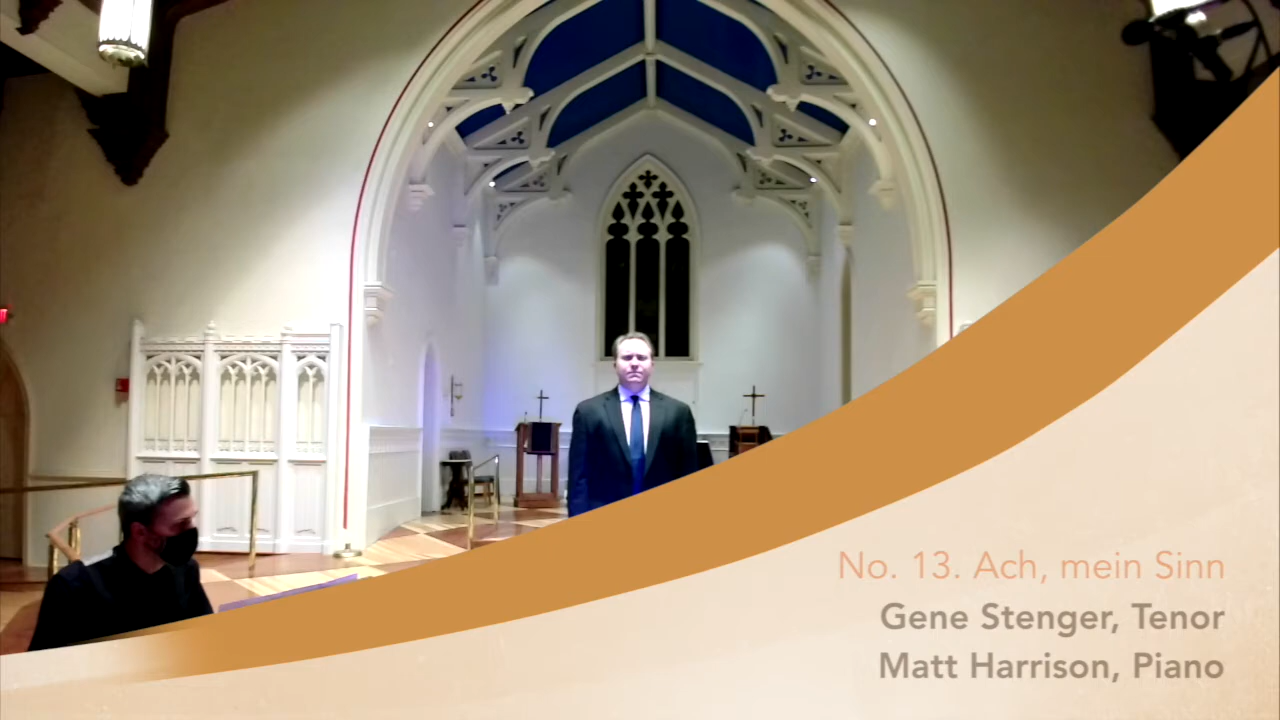 No. 13. Ach, mein Sinn
Gene Stenger, Tenor
Matt Harrison, Piano